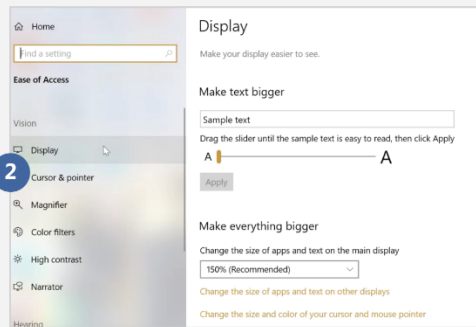 Home
Find a setting
Ease of Access
Vision
Display
2
Cursor & pointer
Magnifier
Color filters
High contrast
Narrator
Hearing
Display
Make your display easier to see.
Make text bigger
Sample text
Drag the slider until the sample text is easy to read, then click Apply
A A
Apply
Make everything bigger
Change the size of apps and text on the main display
150% (Recommended)
Change the size of apps and text on other displays
Change the size and color of your cursor and mouse pointer